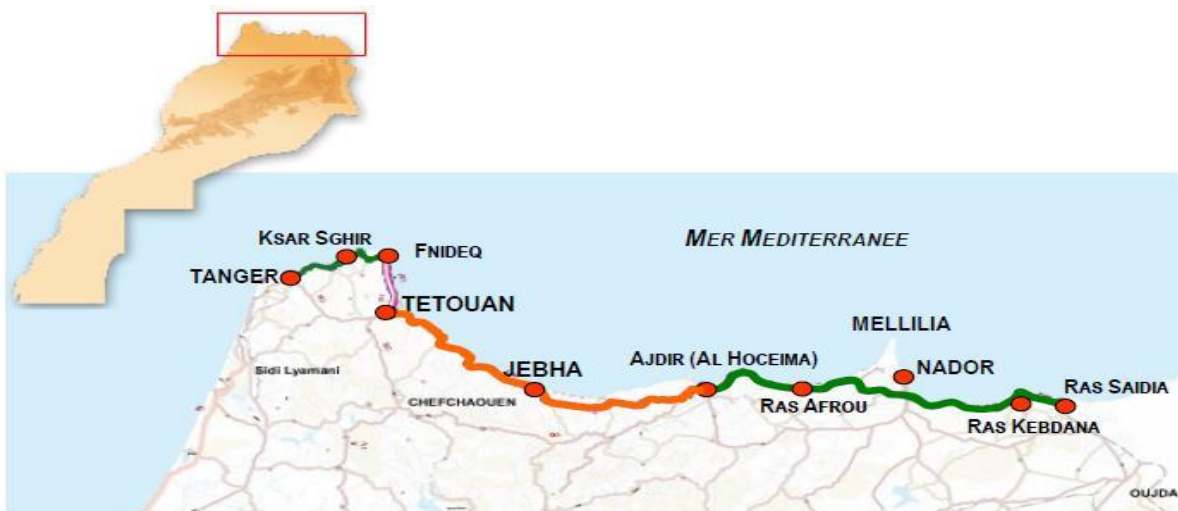 KSAR SGHIR
FNIDEQ
MER MEDITERRANEE
TANGER
TETOUAN
MELLILIA
Sidi Lyamani
JEBHA
AJDIR (AL HOCEIMA)
NADOR
RAS SAIDIA
CHEFCHAOUEN
RAS AFROU
RAS KEBDANA
OUJDA